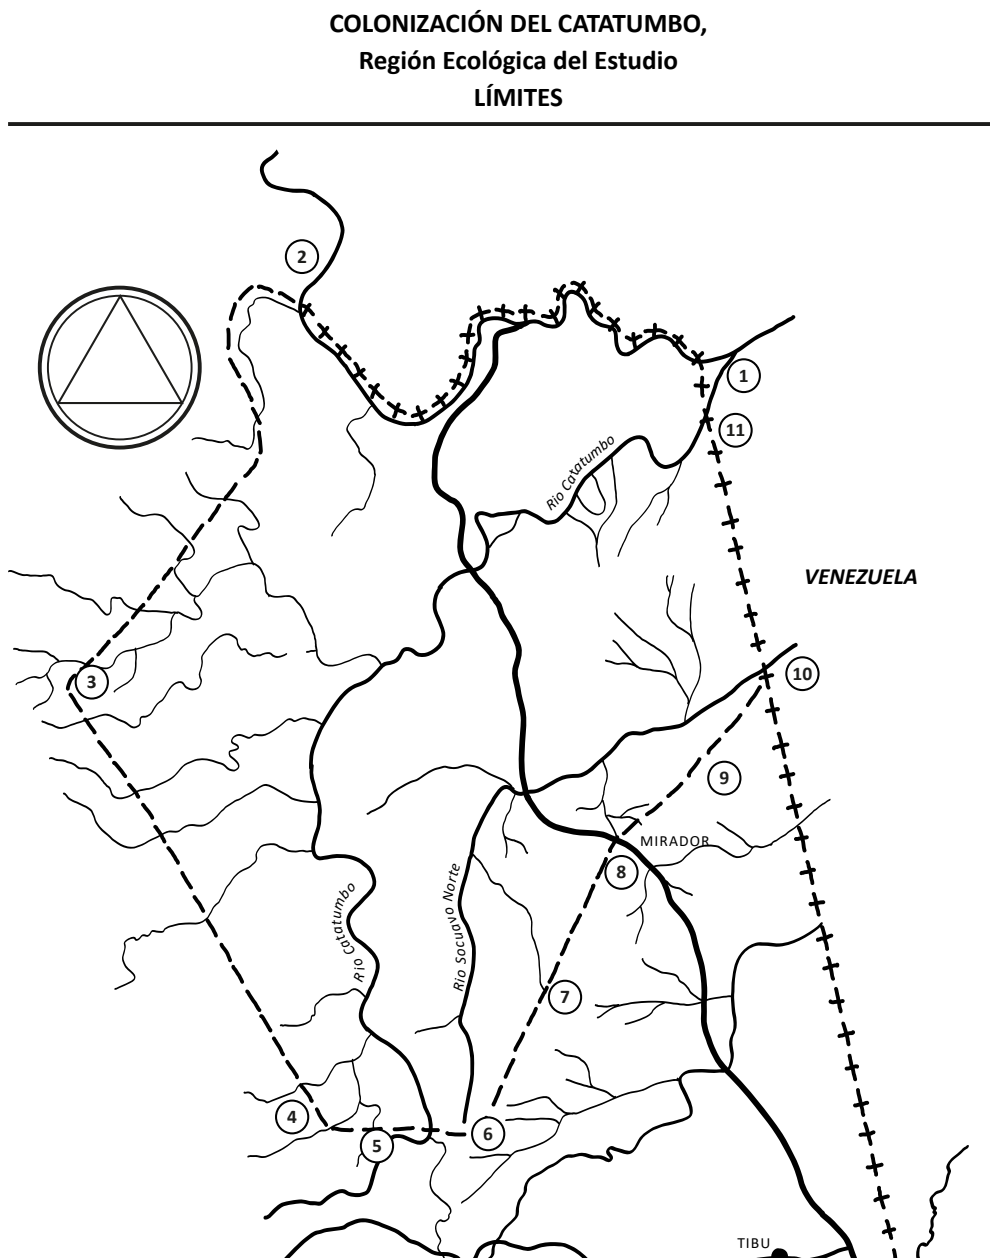 COLONIZACIÓN DEL CATATUMBO,
Región Ecológica del Estudio
LÍMITES
2
1
11
Rio Catatumbo
VENEZUELA
3
10
9
MIRADOR
8
Rio Catatumbo
Rio Socuavo Norte
7
4
5
6
TIBU